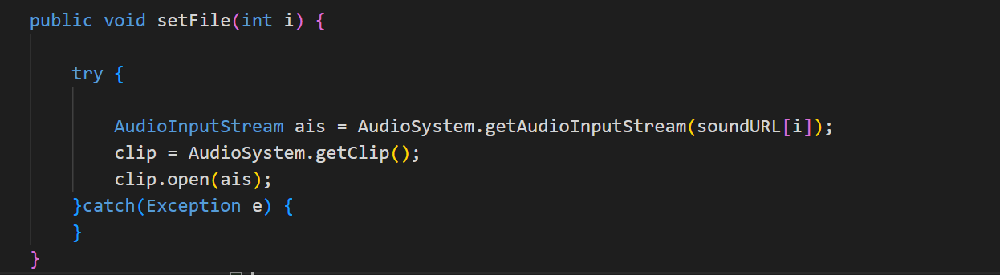 public void setFile(int i) {
try {
AudioInputStream ais = AudioSystem.getAudioInputStream(soundURL[i]);
clip = AudioSystem.getClip();
clip.open(ais);
}catch(Exception e) {
}
}